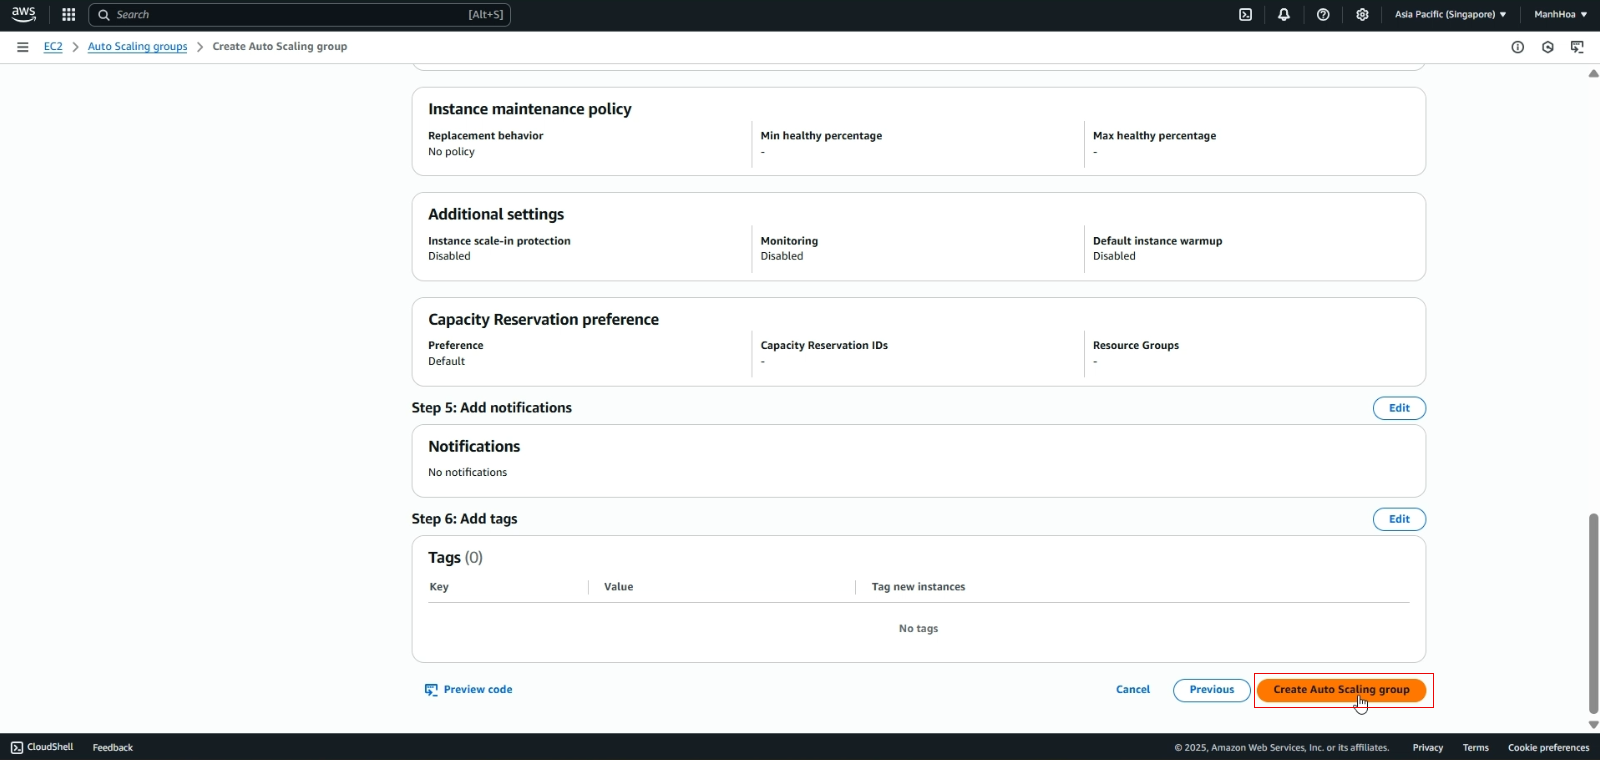 aws
Search
[Alt+S]
Asia Pacific (Singapore)
ManhHoa
EC2
Auto Scaling groups
Create Auto Scaling group
Instance maintenance policy
Replacement behavior
No policy
Min healthy percentage
-
Max healthy percentage
-
Additional settings
Instance scale-in protection
Disabled
Monitoring
Disabled
Default instance warmup
Disabled
Capacity Reservation preference
Preference
Default
Capacity Reservation IDs
-
Resource Groups
-
Step 5: Add notifications
Edit
Notifications
No notifications
Step 6: Add tags
Edit
Tags (0)
Key
Value
Tag new instances
No tags
Preview code
Cancel
Previous
Create Auto Scaling group
CloudShell
Feedback
© 2025, Amazon Web Services, Inc. or its affiliates.
Privacy
Terms
Cookie preferences